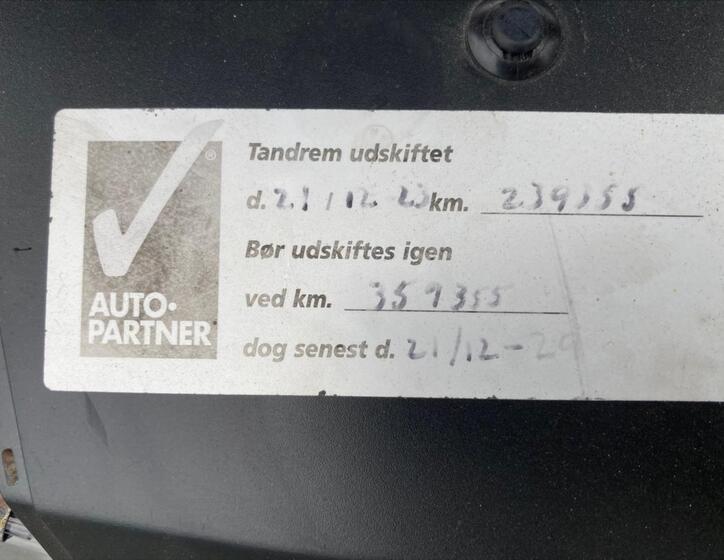 AUTO•
PARTNER
®
Tandrem udskiftet
d. 21/12 23 km. 239355
Bør udskiftes igen
ved km. 359355
dog senest d. 21/12-29